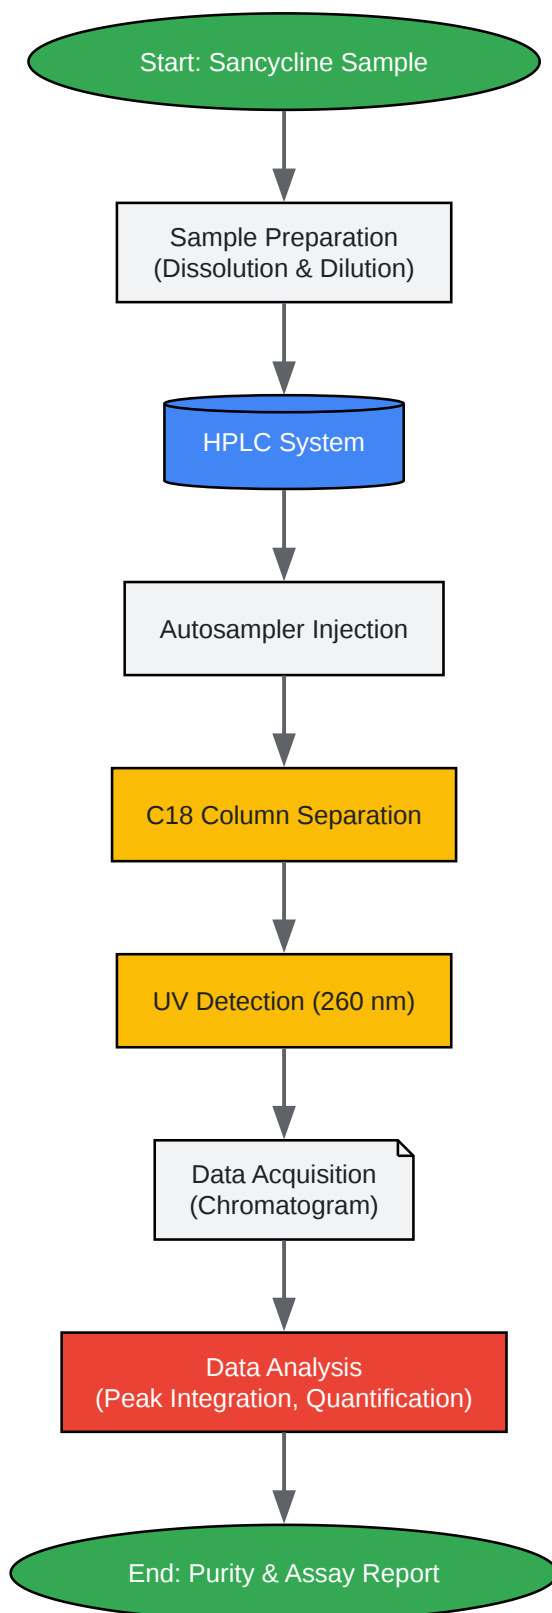 Start: Sancycline Sample
Sample Preparation
(Dissolution & Dilution)
HPLC System
Autosampler Injection
C18 Column Separation
UV Detection (260 nm)
Data Acquisition
(Chromatogram)
Data Analysis
(Peak Integration, Quantification)
End: Purity & Assay Report